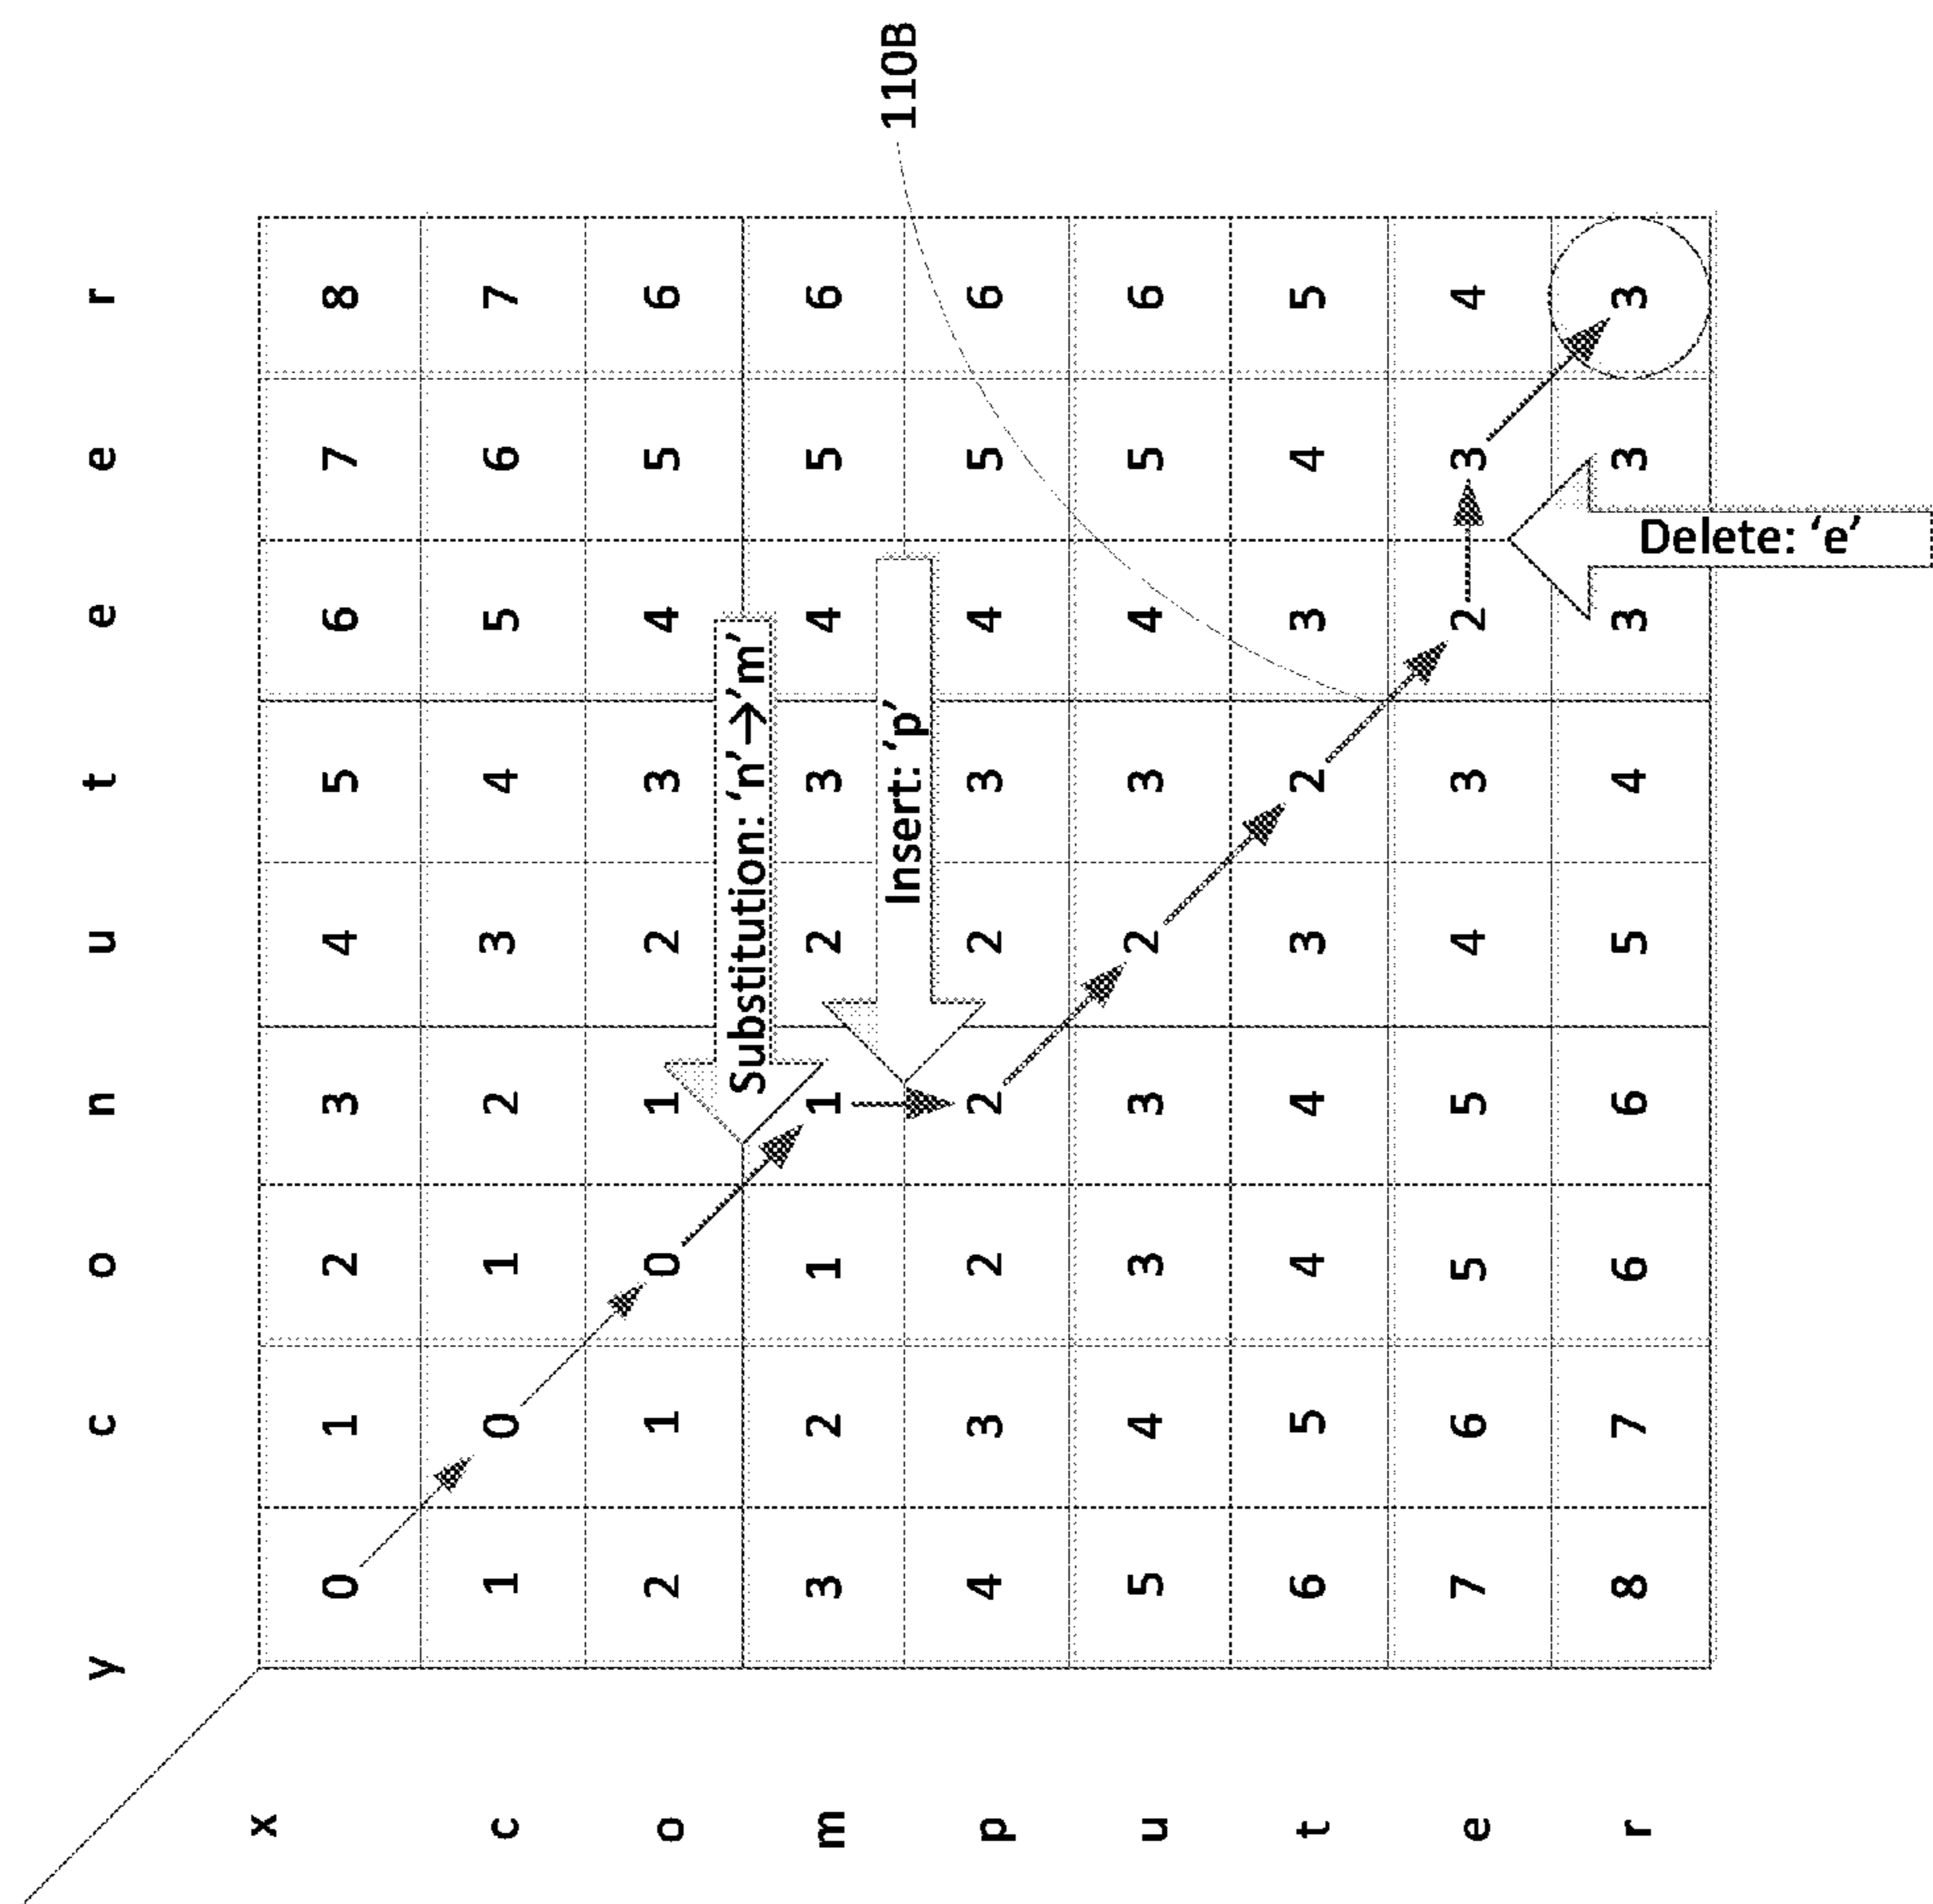 y c o n u t e e r
x
0 1 2 3 4 5 6 7 8
c 1 0 1 2 3 4 5 6 7
o 2 1 0 1 2 3 4 5 6
Substitution: ‘n’→’m’
m 3 2 1 1 2 3 4 5 6
Insert: ‘p’
110B
p 4 3 2 2 2 3 4 5 6
u 5 4 3 3 2 3 4 5 6
t 6 5 4 4 3 2 3 4 5
e 7 6 5 5 4 3 2 3 4
r 8 7 6 6 5 4 3 3 3
Delete: ‘e’